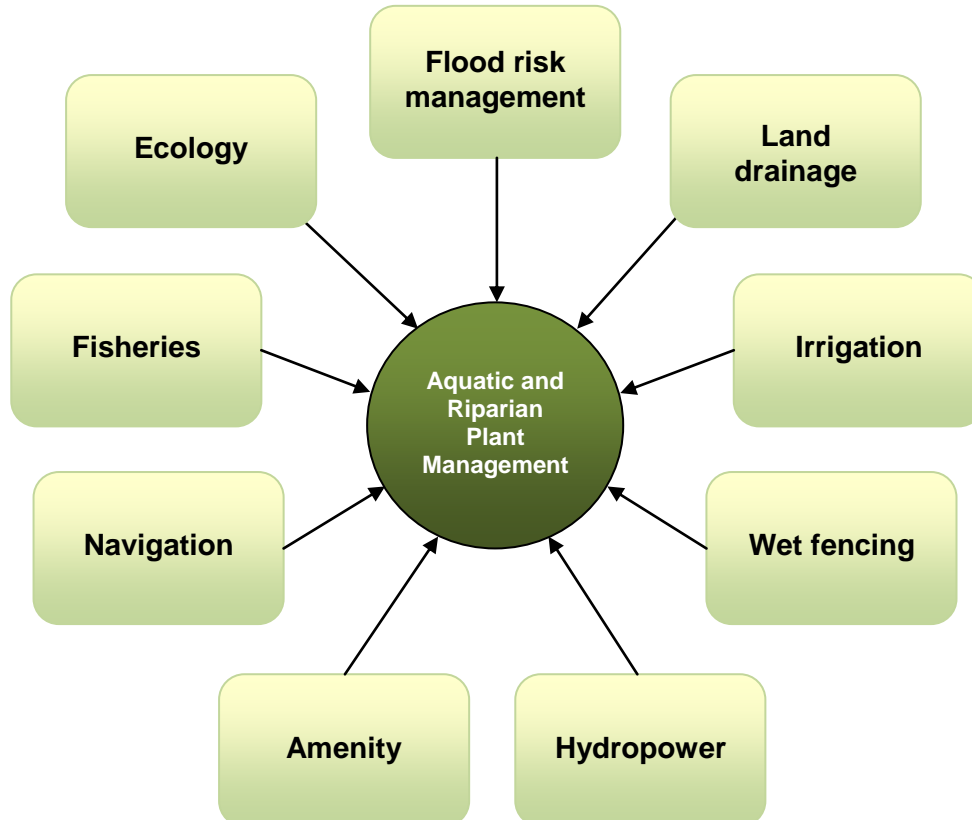 Flood risk
management
Ecology
Land
drainage
Fisheries
Irrigation
Aquatic and
Riparian
Plant
Management
Navigation
Wet fencing
Amenity
Hydropower